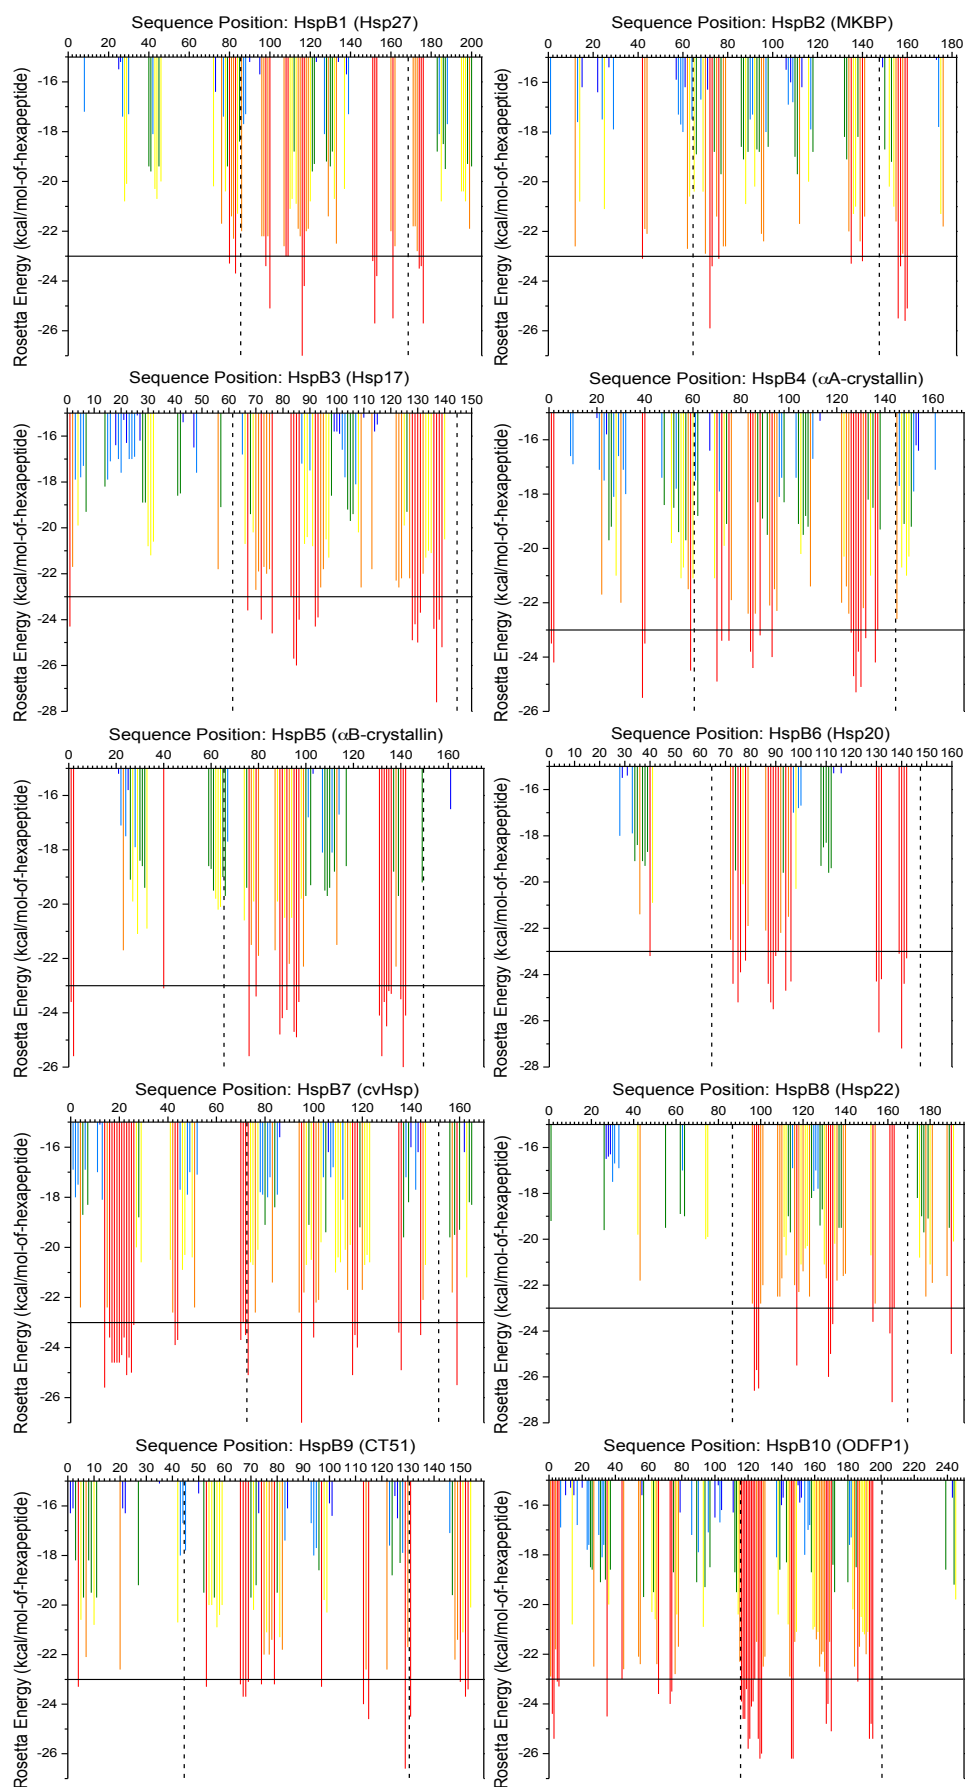 Sequence Position: HspB1 (Hsp27)
0 20 40 60 80 100 120 140 160 180 200
Rosetta Energy (kcal/mol-of-hexapeptide)
-16
-18
-20
-22
-24
-26
Sequence Position: HspB2 (MKBP)
0 20 40 60 80 100 120 140 160 180
Rosetta Energy (kcal/mol-of-hexapeptide)
-16
-18
-20
-22
-24
-26
Sequence Position: HspB3 (Hsp17)
0 10 20 30 40 50 60 70 80 90 100 110 120 130 140 150
Rosetta Energy (kcal/mol-of-hexapeptide)
-16
-18
-20
-22
-24
-26
-28
Sequence Position: HspB4 (αA-crystallin)
0 20 40 60 80 100 120 140 160
Rosetta Energy (kcal/mol-of-hexapeptide)
-16
-18
-20
-22
-24
-26
Sequence Position: HspB5 (αB-crystallin)
0 20 40 60 80 100 120 140 160
Rosetta Energy (kcal/mol-of-hexapeptide)
-16
-18
-20
-22
-24
-26
Sequence Position: HspB6 (Hsp20)
0 10 20 30 40 50 60 70 80 90 100 110 120 130 140 150 160
Rosetta Energy (kcal/mol-of-hexapeptide)
-16
-18
-20
-22
-24
-26
-28
Sequence Position: HspB7 (cvHsp)
0 20 40 60 80 100 120 140 160
Rosetta Energy (kcal/mol-of-hexapeptide)
-16
-18
-20
-22
-24
-26
Sequence Position: HspB8 (Hsp22)
0 20 40 60 80 100 120 140 160 180
Rosetta Energy (kcal/mol-of-hexapeptide)
-16
-18
-20
-22
-24
-26
-28
Sequence Position: HspB9 (CT51)
0 10 20 30 40 50 60 70 80 90 100 110 120 130 140 150
Rosetta Energy (kcal/mol-of-hexapeptide)
-16
-18
-20
-22
-24
-26
Sequence Position: HspB10 (ODFP1)
0 20 40 60 80 100 120 140 160 180 200 220 240
Rosetta Energy (kcal/mol-of-hexapeptide)
-16
-18
-20
-22
-24
-26